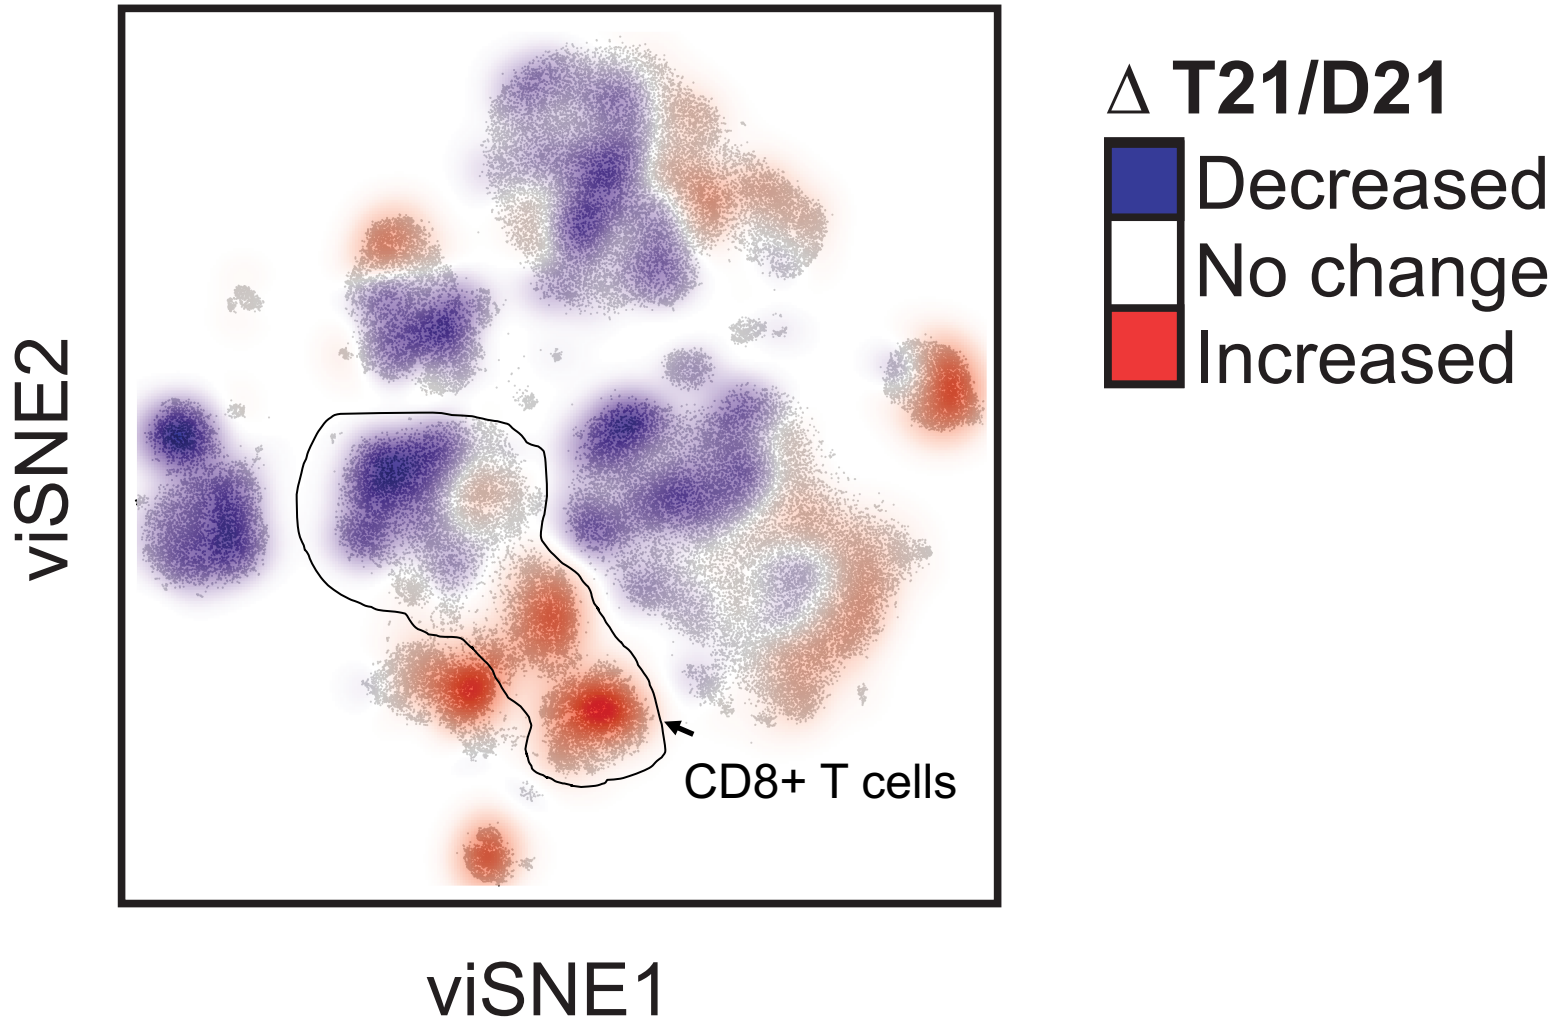 Δ T21/D21
Decreased
No change
Increased
viSNE2
CD8+ T cells
viSNE1